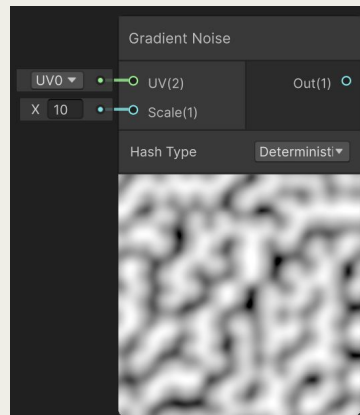 Gradient Noise
UV0 UV(2) Out(1)
X 10 Scale(1)
Hash Type Deterministi